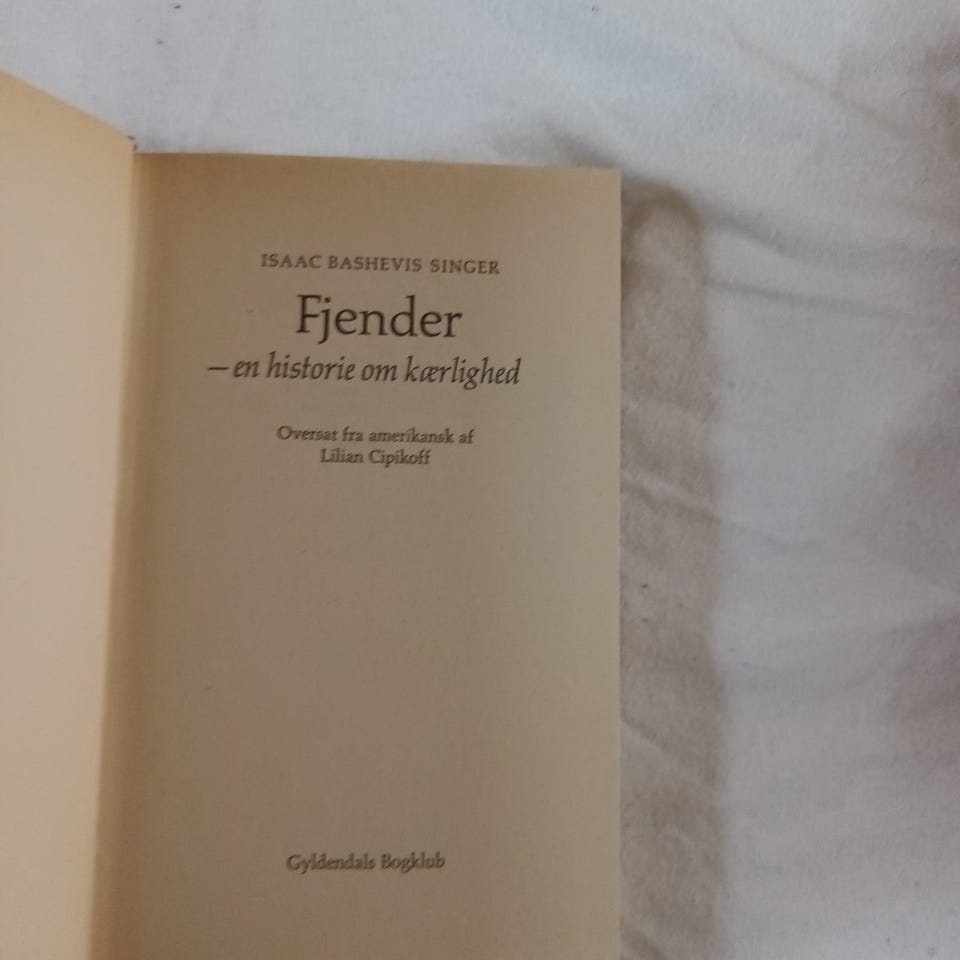 ISAAC BASHEVIS SINGER
Fjender
– en historie om kærlighed
Oversat fra amerikansk af
Lilian Cipikoff
Gyldendals Bogklub